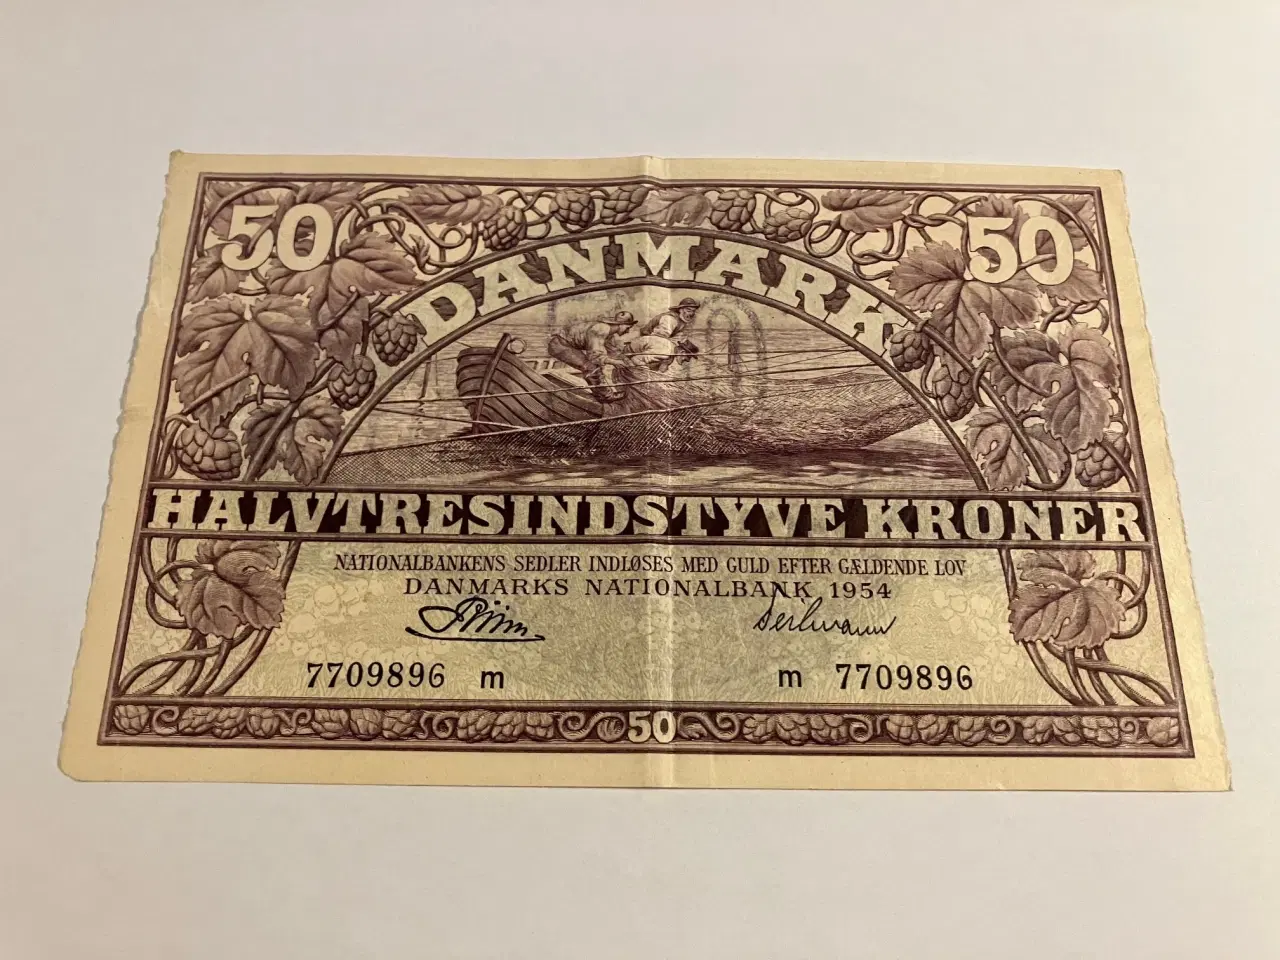 50 50
DANMARK
HALVTRESINDSTYVE KRONER
NATIONALBANKENS SEDLER INDLØSES MED GULD EFTER GÆLDENDE LOV
DANMARKS NATIONALBANK 1954
7709896 m m 7709896
50